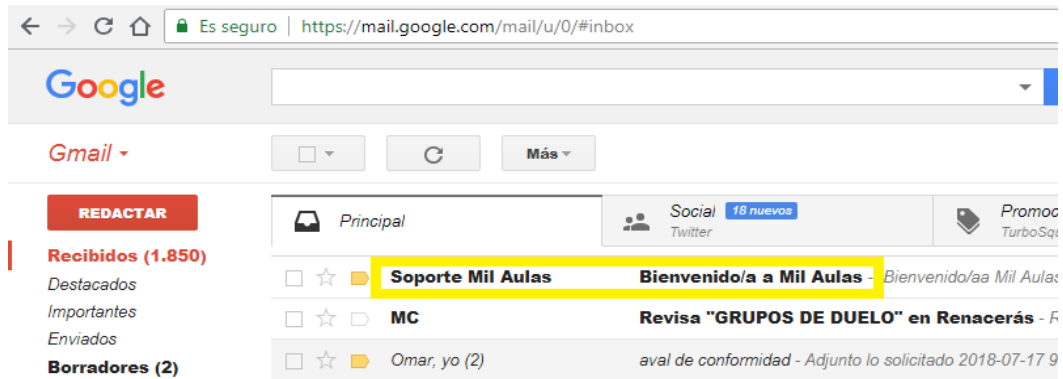 Es seguro | https://mail.google.com/mail/u/0/#inbox
Google
Gmail
Más
REDACTAR
Principal
Social 18 nuevos
Twitter
Recibidos (1.850)
Destacados
Importantes
Enviados
Borradores (2)
Soporte Mil Aulas Bienvenido/a a Mil Aulas - Bienvenido/aa Mil Aulas
MC Revisa "GRUPOS DE DUELO" en Renacerás -
Omar, yo (2) aval de conformidad - Adjunto lo solicitado 2018-07-17 9